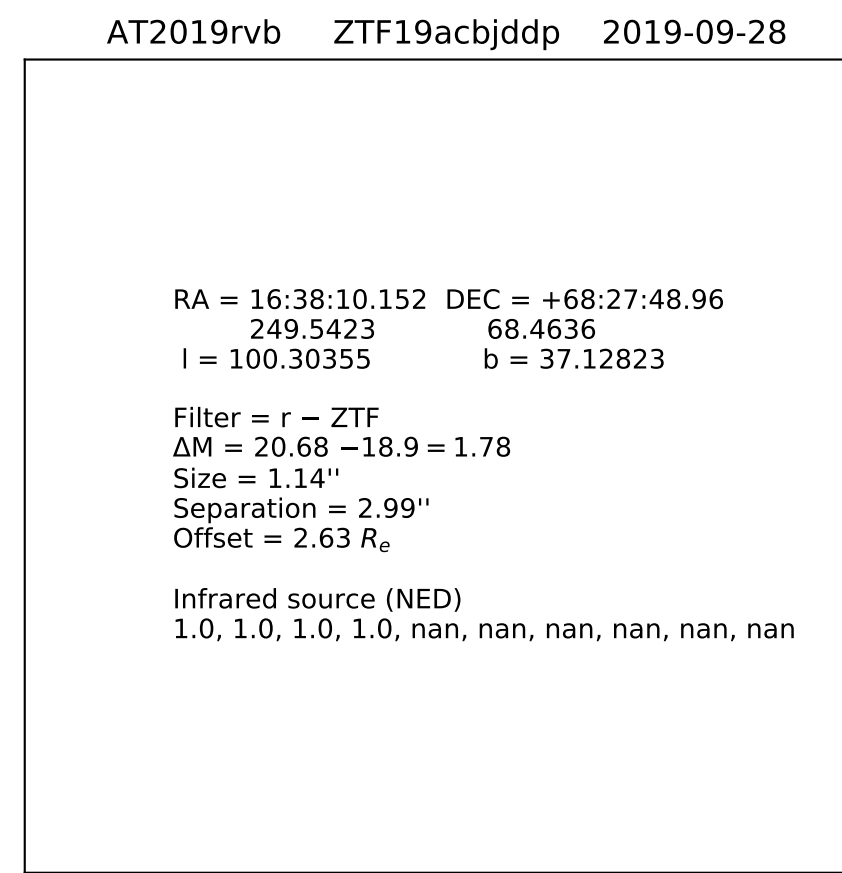 AT2019rvb ZTF19acbjddp 2019-09-28
RA = 16:38:10.152 DEC = +68:27:48.96
249.5423 68.4636
l = 100.30355 b = 37.12823
Filter = r − ZTF
ΔM = 20.68 −18.9 = 1.78
Size = 1.14''
Separation = 2.99''
Offset = 2.63 Rₑ
Infrared source (NED)
1.0, 1.0, 1.0, 1.0, nan, nan, nan, nan, nan, nan